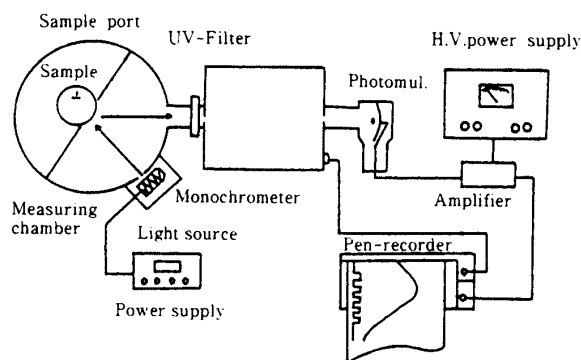 Sample port
UV-Filter
H.V.power supply
Sample
Photomul.
Measuring
chamber
Monochrometer
Amplifier
Light source
Pen-recorder
Power supply